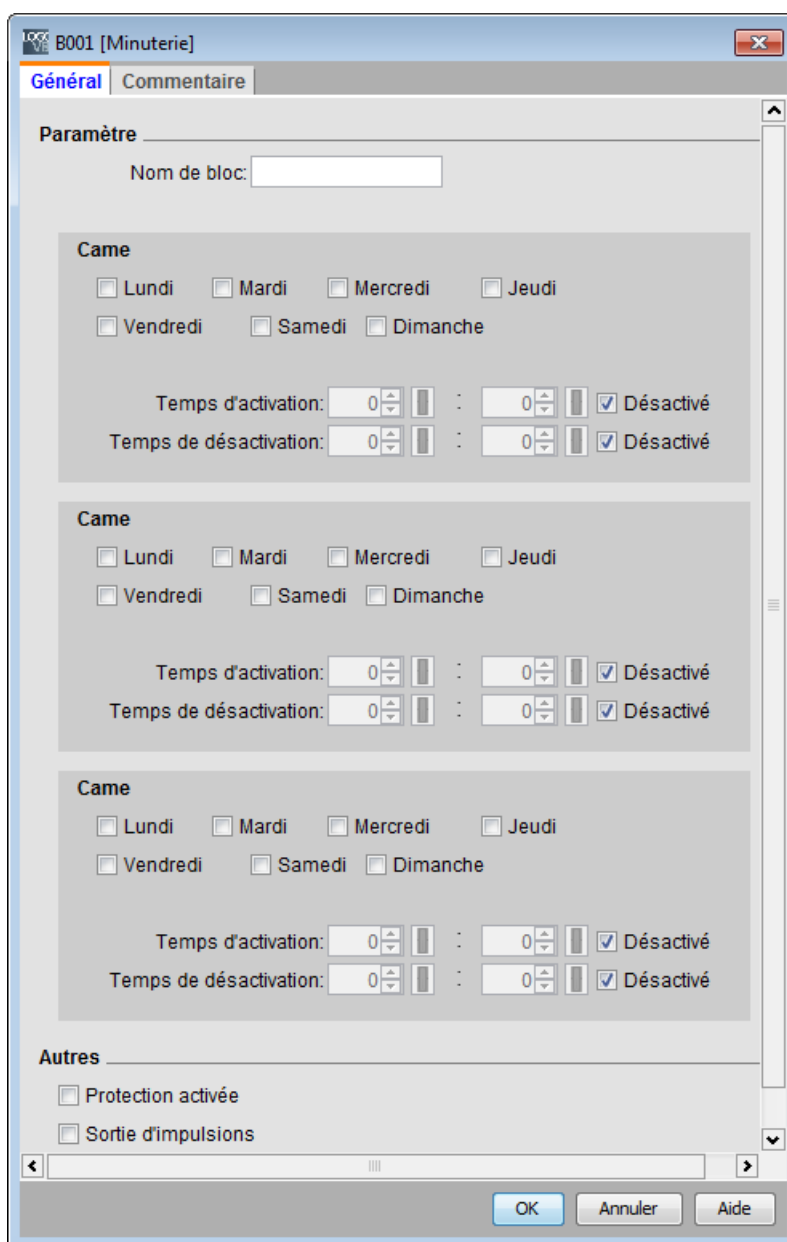 B001 [Minuterie]
Général Commentaire
Paramètre
Nom de bloc:
Came
Lundi Mardi Mercredi Jeudi
Vendredi Samedi Dimanche
Temps d'activation: 0 : 0 Désactivé
Temps de désactivation: 0 : 0 Désactivé
Came
Lundi Mardi Mercredi Jeudi
Vendredi Samedi Dimanche
Temps d'activation: 0 : 0 Désactivé
Temps de désactivation: 0 : 0 Désactivé
Came
Lundi Mardi Mercredi Jeudi
Vendredi Samedi Dimanche
Temps d'activation: 0 : 0 Désactivé
Temps de désactivation: 0 : 0 Désactivé
Autres
Protection activée
Sortie d'impulsions
OK Annuler Aide